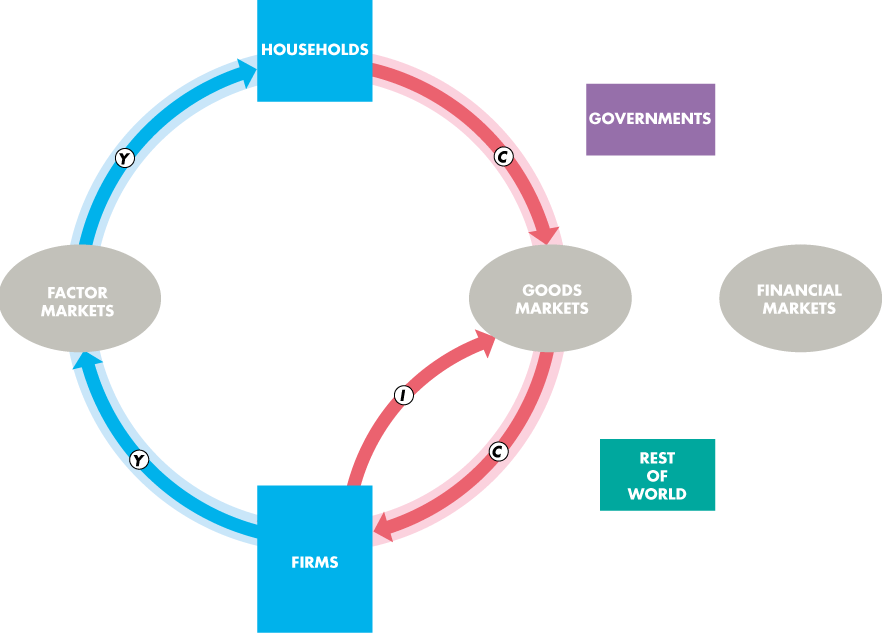 HOUSEHOLDS
GOVERNMENTS
Y
C
FACTOR
MARKETS
GOODS
MARKETS
FINANCIAL
MARKETS
I
Y
C
REST
OF
WORLD
FIRMS